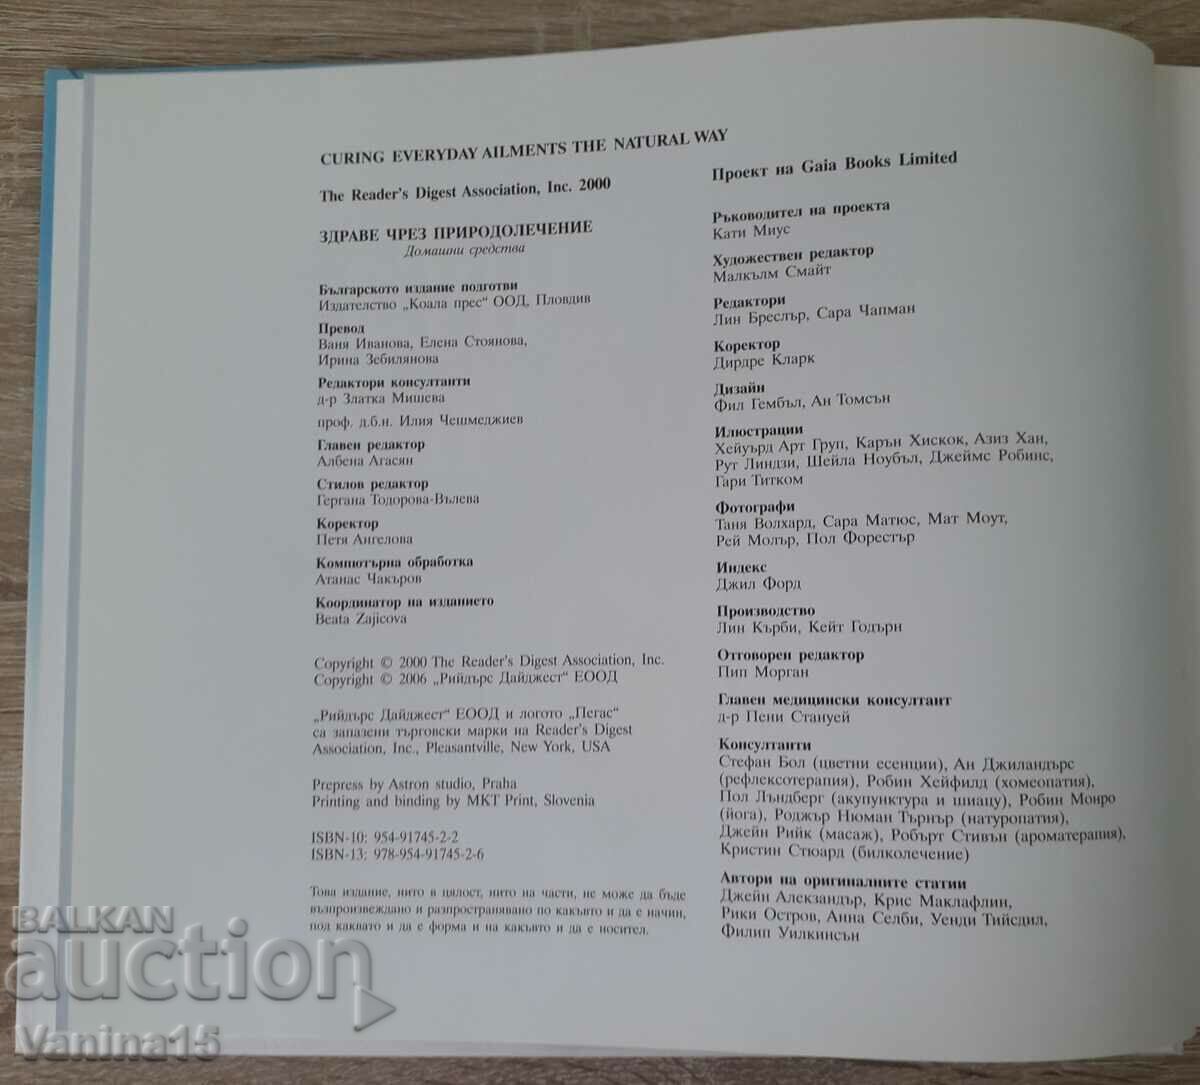 CURING EVERYDAY AILMENTS THE NATURAL WAY
The Reader's Digest Association, Inc. 2000
ЗДРАВЕ ЧРЕЗ ПРИРОДОЛЕЧЕНИЕ
Домашни средства
Българското издание подготви
Издателство „Коала прес“ ООД, Пловдив
Превод
Ваня Иванова, Елена Стоянова,
Ирина Зебилянова
Редактори консултанти
д-р Златка Мишева
проф. д.б.н. Илия Чешмеджиев
Главен редактор
Албена Агасян
Стилов редактор
Гергана Тодорова-Вълева
Коректор
Петя Ангелова
Компютърна обработка
Атанас Чакъров
Координатор на изданието
Beata Zajicova
Copyright © 2000 The Reader's Digest Association, Inc.
Copyright © 2006 „Рийдърс Дайджест“ ЕООД
„Рийдърс Дайджест“ ЕООД и логото „Пегас“
са запазени търговски марки на Reader's Digest
Association, Inc., Pleasantville, New York, USA
Prepress by Astron studio, Praha
Printing and binding by MKT Print, Slovenia
ISBN-10: 954-91745-2-2
ISBN-13: 978-954-91745-2-6
Това издание, нито в цялост, нито на части, не може да бъде
възпроизвеждано и разпространявано по какъвто и да е начин,
под каквато и да е форма и на какъвто и да е носител.
Проект на Gaia Books Limited
Ръководител на проекта
Кати Миус
Художествен редактор
Малкълм Смайт
Редактори
Лин Бреслър, Сара Чапман
Коректор
Дирдре Кларк
Дизайн
Фил Гембъл, Ан Томсън
Илюстрации
Хейуърд Арт Груп, Карън Хискок, Азиз Хан,
Рут Линдзи, Шейла Ноубъл, Джеймс Робинс,
Гари Титком
Фотографи
Таня Волхард, Сара Матюс, Мат Моут,
Рей Молър, Пол Форестър
Индекс
Джил Форд
Производство
Лин Кърби, Кейт Годърн
Отговорен редактор
Пип Морган
Главен медицински консултант
д-р Пени Стануей
Консултанти
Стефан Бол (цветни есенции), Ан Джиландърс
(рефлексотерапия), Робин Хейфилд (хомеопатия),
Пол Лъндберг (акупунктура и шиацу), Робин Монро
(йога), Роджър Нюман Търнър (натуропатия),
Джейн Рийк (масаж), Робърт Стивън (ароматерапия),
Кристин Стюард (билколечение)
Автори на оригиналните статии
Джейн Алекзандър, Крис Маклафлин,
Рики Остров, Анна Селби, Уенди Тийсдил,
Филип Уилкинсън
BALKAN
auction
Vanina15